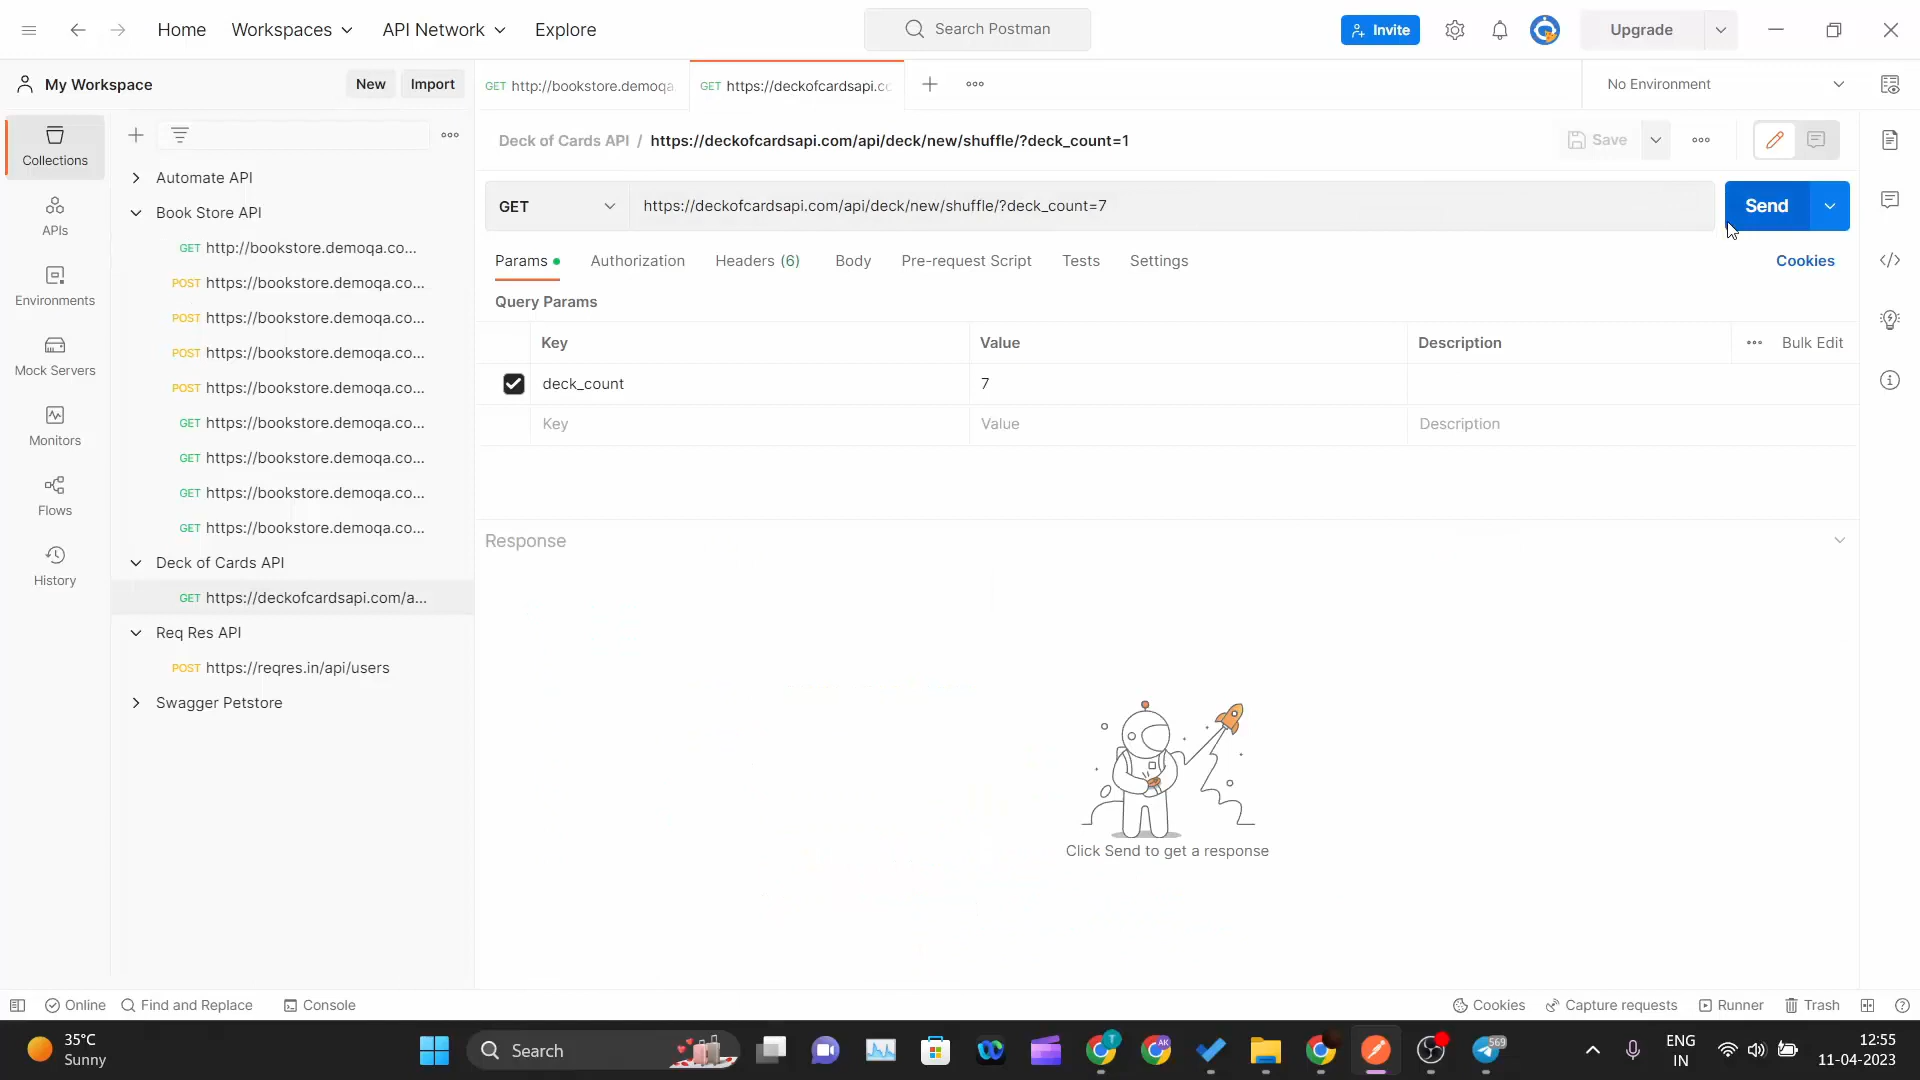 Home
Workspaces
API Network
Explore
Search Postman
Invite
Upgrade
My Workspace
New
Import
GET http://bookstore.demoqa.
GET https://deckofcardsapi.cc
No Environment
Collections
APIs
Environments
Mock Servers
Monitors
Flows
History
Automate API
Book Store API
GET http://bookstore.demoqa.co...
POST https://bookstore.demoqa.co...
POST https://bookstore.demoqa.co...
POST https://bookstore.demoqa.co...
POST https://bookstore.demoqa.co...
GET https://bookstore.demoqa.co...
GET https://bookstore.demoqa.co...
GET https://bookstore.demoqa.co...
GET https://bookstore.demoqa.co...
Deck of Cards API
GET https://deckofcardsapi.com/a...
Req Res API
POST https://reqres.in/api/users
Swagger Petstore
Deck of Cards API / https://deckofcardsapi.com/api/deck/new/shuffle/?deck_count=1
Save
GET
https://deckofcardsapi.com/api/deck/new/shuffle/?deck_count=7
Send
Params
Authorization
Headers (6)
Body
Pre-request Script
Tests
Settings
Cookies
Query Params
Key
Value
Description
Bulk Edit
deck_count
7
Key
Value
Description
Response
Click Send to get a response
Online
Find and Replace
Console
Cookies
Capture requests
Runner
Trash
35°C
Sunny
Search
T
AK
569
ENG
IN
12:55
11-04-2023